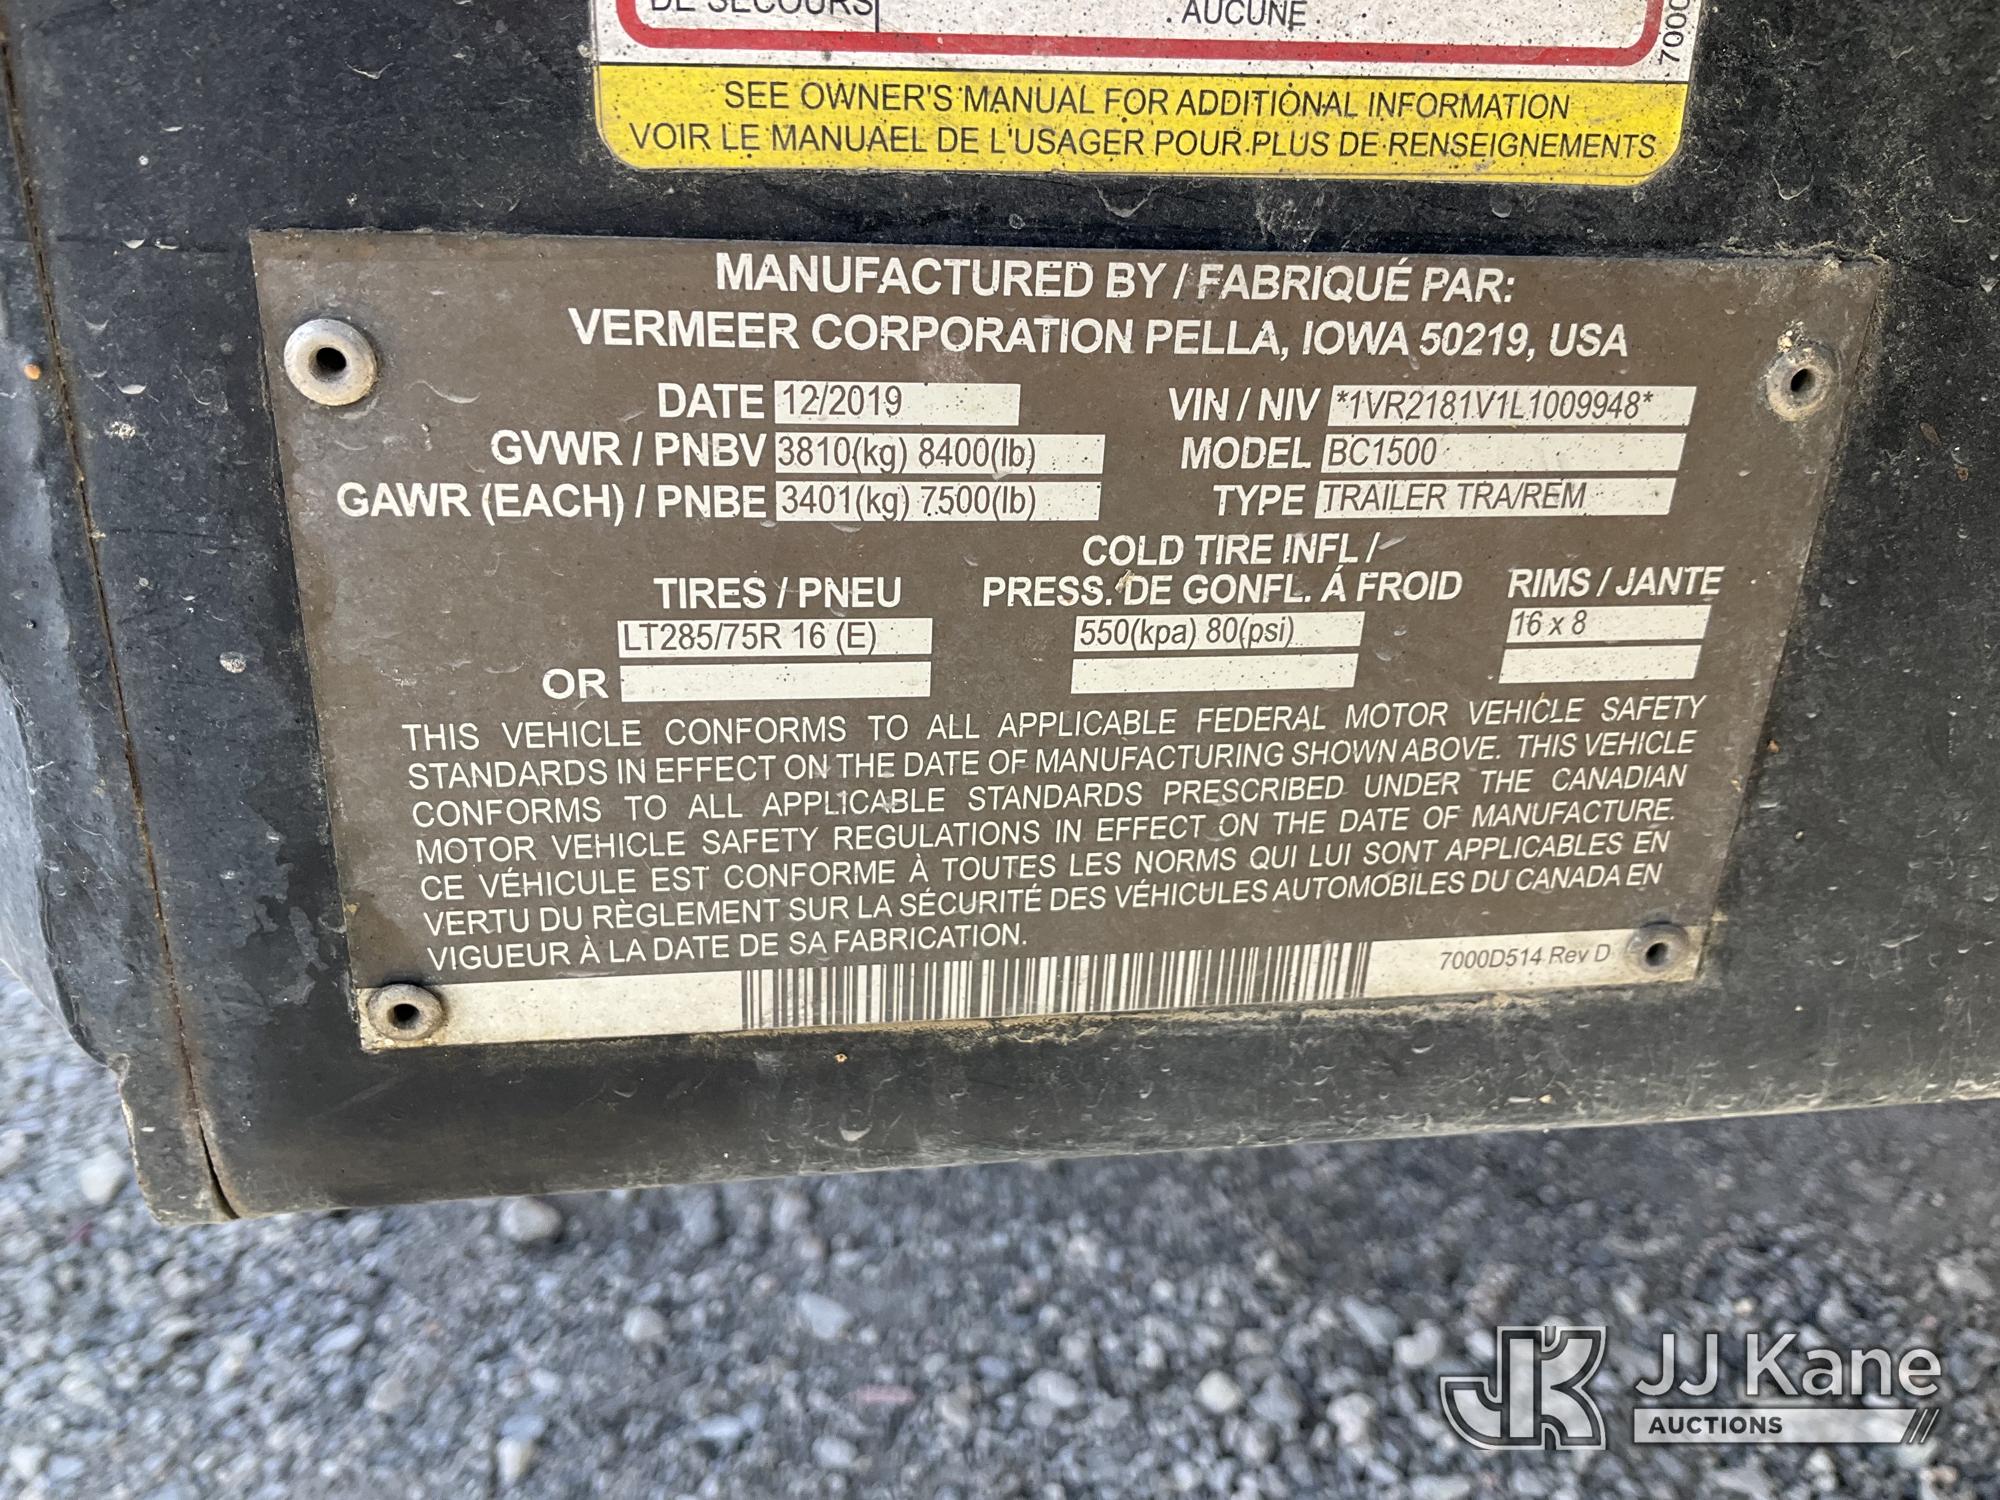 DE SECOURS AUCUNE
7000
SEE OWNER'S MANUAL FOR ADDITIONAL INFORMATION
VOIR LE MANUAEL DE L'USAGER POUR PLUS DE RENSEIGNEMENTS
MANUFACTURED BY / FABRIQUÉ PAR:
VERMEER CORPORATION PELLA, IOWA 50219, USA
DATE 12/2019 VIN / NIV *1VR2181V1L1009948*
GVWR / PNBV 3810(kg) 8400(lb) MODEL BC1500
GAWR (EACH) / PNBE 3401(kg) 7500(lb) TYPE TRAILER TRA/REM
COLD TIRE INFL /
TIRES / PNEU PRESS. DE GONFL. Á FROID RIMS / JANTE
LT285/75R 16 (E) 550(kpa) 80(psi) 16 x 8
OR
THIS VEHICLE CONFORMS TO ALL APPLICABLE FEDERAL MOTOR VEHICLE SAFETY
STANDARDS IN EFFECT ON THE DATE OF MANUFACTURING SHOWN ABOVE. THIS VEHICLE
CONFORMS TO ALL APPLICABLE STANDARDS PRESCRIBED UNDER THE CANADIAN
MOTOR VEHICLE SAFETY REGULATIONS IN EFFECT ON THE DATE OF MANUFACTURE.
CE VÉHICULE EST CONFORME À TOUTES LES NORMS QUI LUI SONT APPLICABLES EN
VERTU DU RÈGLEMENT SUR LA SÉCURITÉ DES VÉHICULES AUTOMOBILES DU CANADA EN
VIGUEUR À LA DATE DE SA FABRICATION.
7000D514 Rev D
JK JJ Kane
AUCTIONS